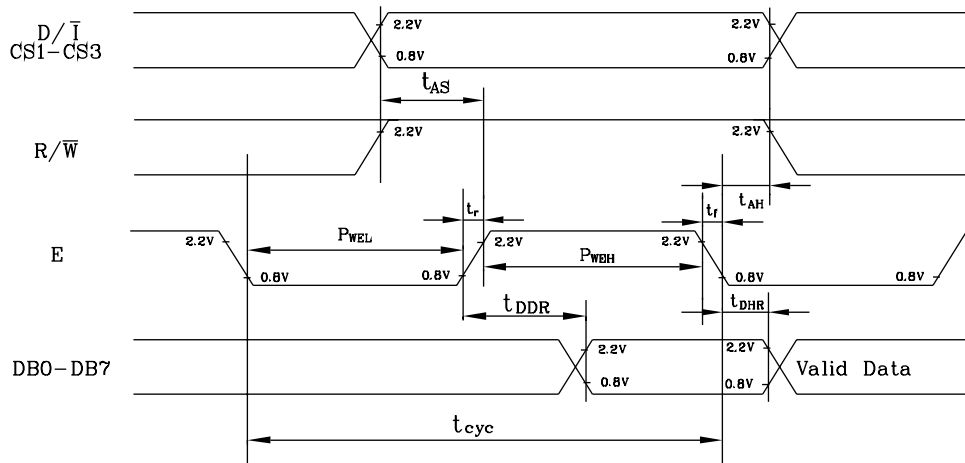 D/Ī
CS1-CS3
2.2V
2.2V
0.8V
0.8V
tAS
R/W̅
2.2V
2.2V
tAH
tr
tf
E
2.2V
PWEL
2.2V
2.2V
PWEH
0.8V
0.8V
0.8V
0.8V
tDDR
tDHR
DB0-DB7
2.2V
2.2V
0.8V
0.8V
Valid Data
tcyc